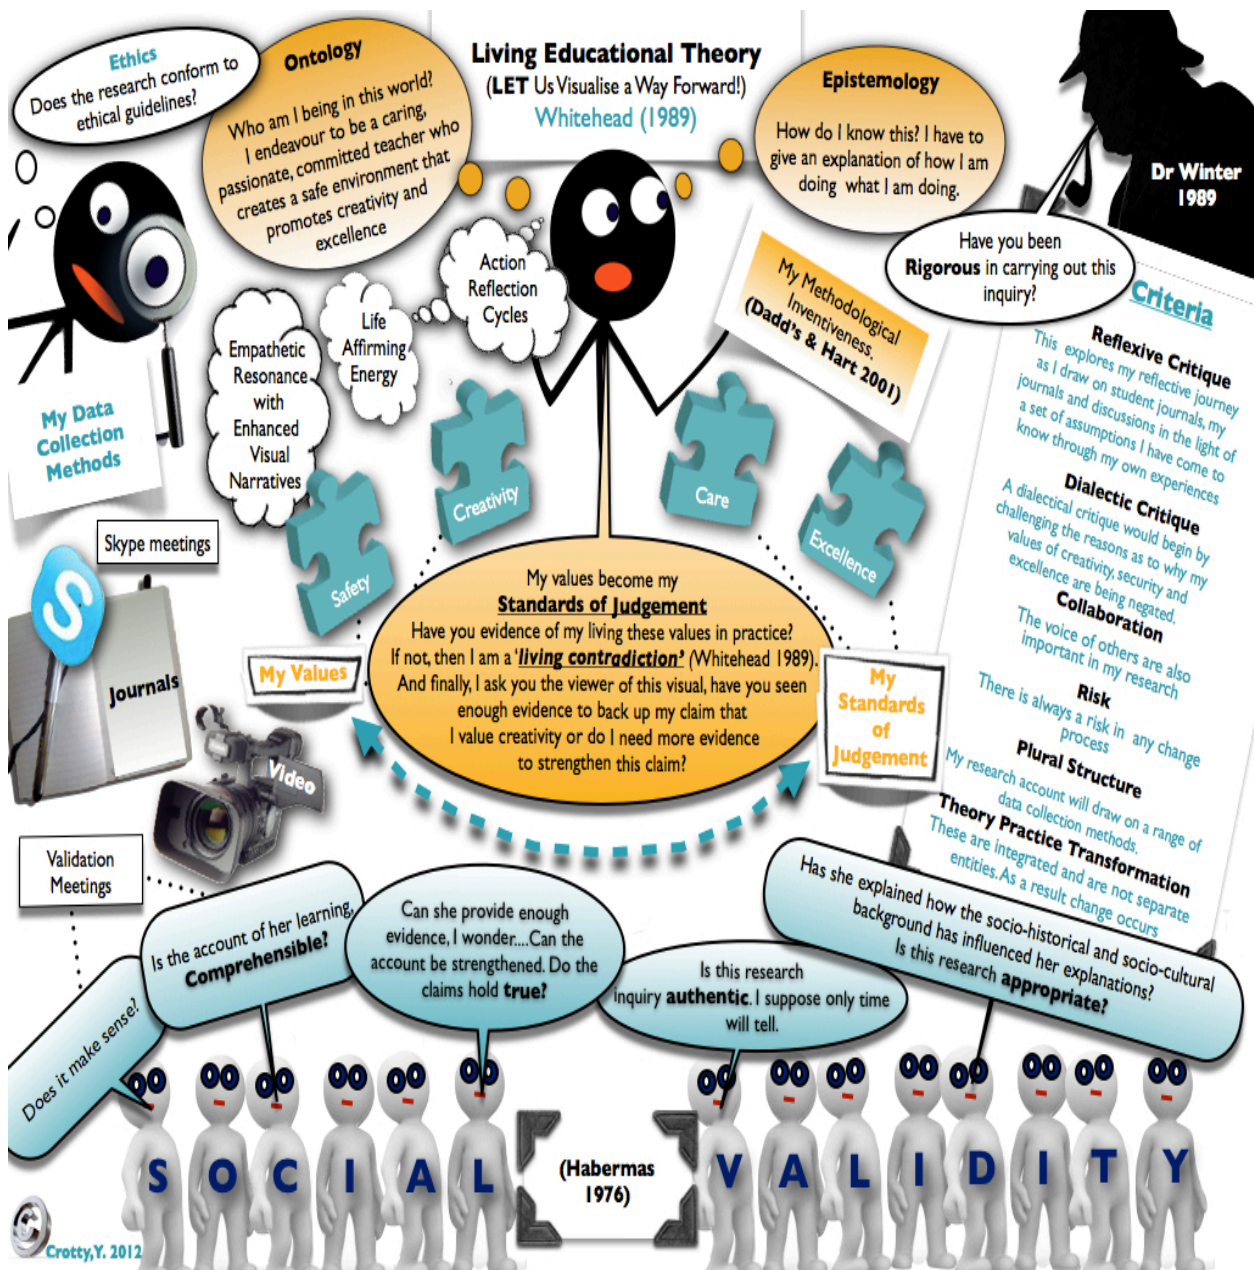 Ethics
Does the research conform to
ethical guidelines?
Ontology
Who am I being in this world?
I endeavour to be a caring,
passionate, committed teacher who
creates a safe environment that
promotes creativity and
excellence
Living Educational Theory
(LET Us Visualise a Way Forward!)
Whitehead (1989)
Epistemology
How do I know this? I have to
give an explanation of how I am
doing what I am doing.
Dr Winter
1989
Have you been
Rigorous in carrying out this
inquiry?
Action
Reflection
Cycles
Life
Affirming
Energy
Empathetic
Resonance
with
Enhanced
Visual
Narratives
My Methodological
Inventiveness.
(Dadd's & Hart 2001)
My Data
Collection
Methods
Safety
Creativity
Care
Excellence
Criteria
Reflexive Critique
This explores my reflective journey
as I draw on student journals, my
journals and discussions in the light of
a set of assumptions I have come to
know through my own experiences
Dialectic Critique
A dialectical critique would begin by
challenging the reasons as to why my
values of creativity, security and
excellence are being negated.
Collaboration
The voice of others are also
important in my research
Risk
There is always a risk in any change
process
Plural Structure
My research account will draw on a range of
data collection methods.
Theory Practice Transformation
These are integrated and are not separate
entities. As a result change occurs
Skype meetings
S
Journals
Video
My Values
My values become my
Standards of Judgement
Have you evidence of my living these values in practice?
If not, then I am a 'living contradiction' (Whitehead 1989).
And finally, I ask you the viewer of this visual, have you seen
enough evidence to back up my claim that
I value creativity or do I need more evidence
to strengthen this claim?
My
Standards
of
Judgement
Validation
Meetings
Does it make sense?
Is the account of her learning,
Comprehensible?
Can she provide enough
evidence, I wonder....Can the
account be strengthened. Do the
claims hold true?
Is this research
inquiry authentic. I suppose only time
will tell.
Has she explained how the socio-historical and socio-cultural
background has influenced her explanations?
Is this research appropriate?
SOCIAL
(Habermas
1976)
VALIDITY
Crotty,Y. 2012